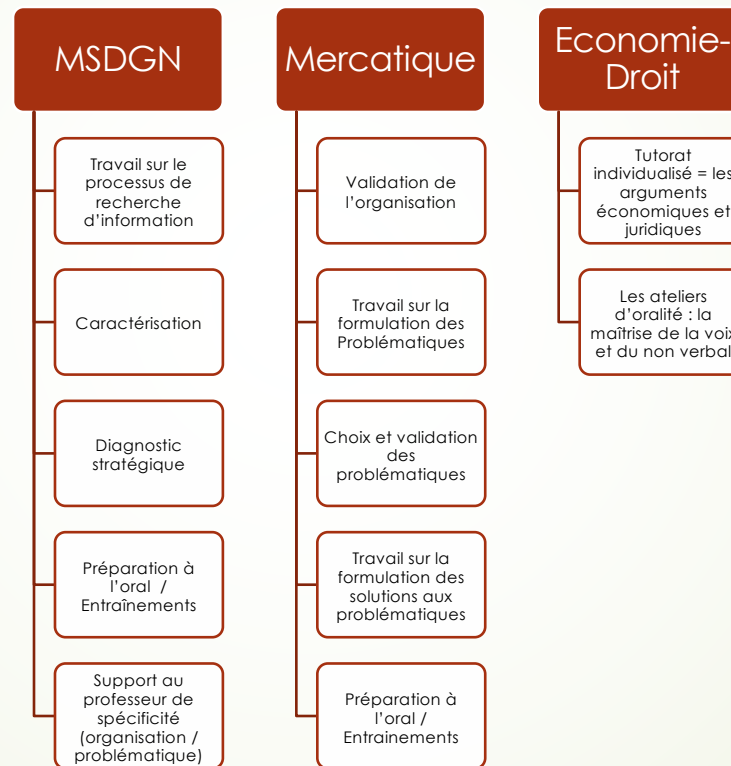 MSDGN
Travail sur le
processus de
recherche
d’information
Caractérisation
Diagnostic
stratégique
Préparation à
l’oral /
Entraînements
Support au
professeur de
spécificité
(organisation /
problématique)
Mercatique
Validation de
l’organisation
Travail sur la
formulation des
Problématiques
Choix et validation
des
problématiques
Travail sur la
formulation des
solutions aux
problématiques
Préparation à
l’oral /
Entrainements
Economie-
Droit
Tutorat
individualisé = les
arguments
économiques et
juridiques
Les ateliers
d’oralité : la
maîtrise de la voix
et du non verbal